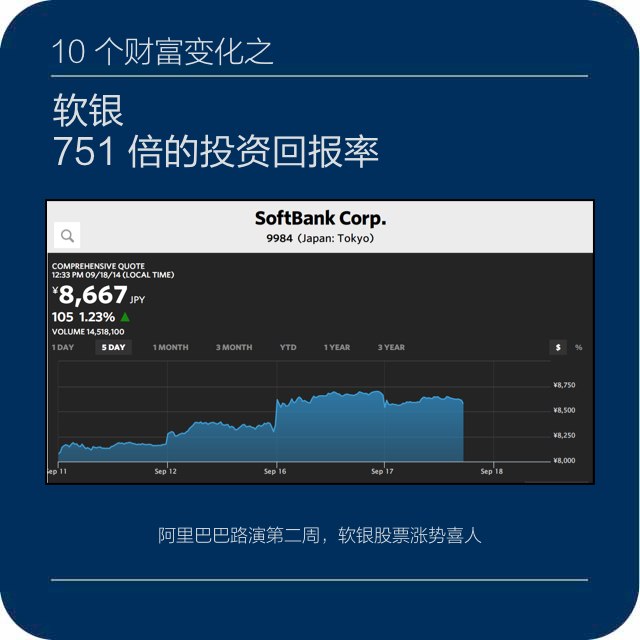 10 个财富变化之
软银
751 倍的投资回报率
SoftBank Corp.
9984 (Japan: Tokyo)
COMPREHENSIVE QUOTE
12:33 PM 09/18/14 (LOCAL TIME)
¥8,667 JPY
105 1.23%
VOLUME 14,518,100
1 DAY 5 DAY 1 MONTH 3 MONTH YTD 1 YEAR 3 YEAR $ %
¥8,750
¥8,500
¥8,250
¥8,000
ep 11 Sep 12 Sep 16 Sep 17 Sep 18
阿里巴巴路演第二周，软银股票涨势喜人